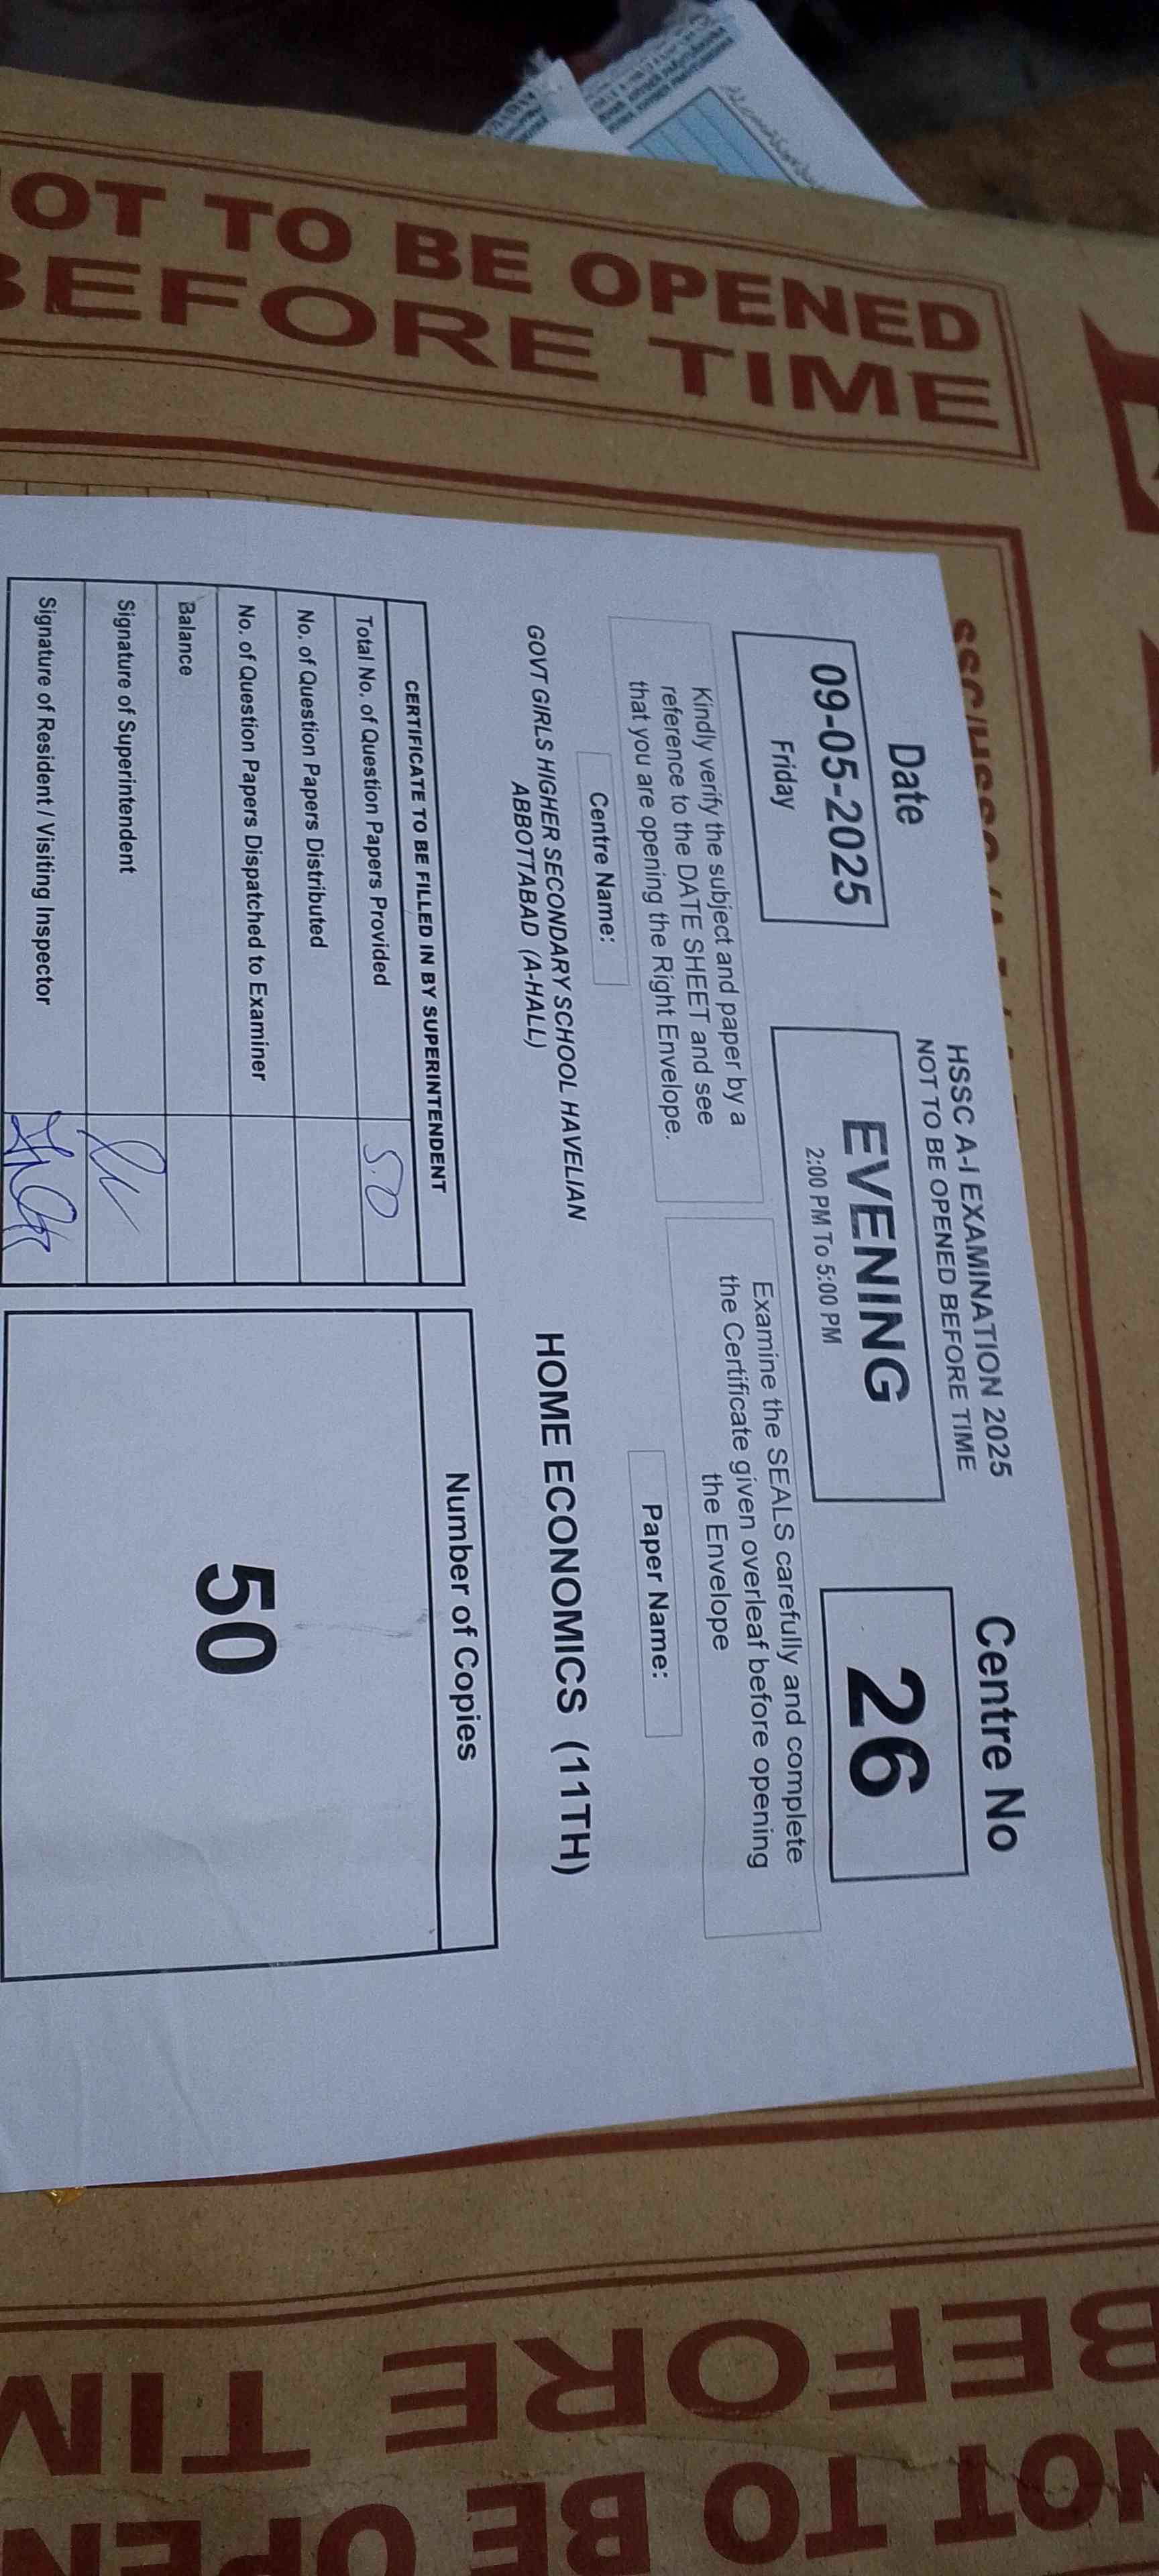 OT TO BE OPENED
BEFORE TIME
HSSC A-I EXAMINATION 2025
NOT TO BE OPENED BEFORE TIME
Date
09-05-2025
Friday
EVENING
2:00 PM To 5:00 PM
Centre No
26
Kindly verify the subject and paper by a
reference to the DATE SHEET and see
that you are opening the Right Envelope.
Examine the SEALS carefully and complete
the Certificate given overleaf before opening
the Envelope
Centre Name:
GOVT GIRLS HIGHER SECONDARY SCHOOL HAVELIAN
ABBOTTABAD (A-HALL)
Paper Name:
HOME ECONOMICS (11TH)
CERTIFICATE TO BE FILLED IN BY SUPERINTENDENT
Total No. of Question Papers Provided 50
No. of Question Papers Distributed
No. of Question Papers Dispatched to Examiner
Balance
Signature of Superintendent
Signature of Resident / Visiting Inspector
Number of Copies
50
NOT TO BE OPEN
BEFORE TIM